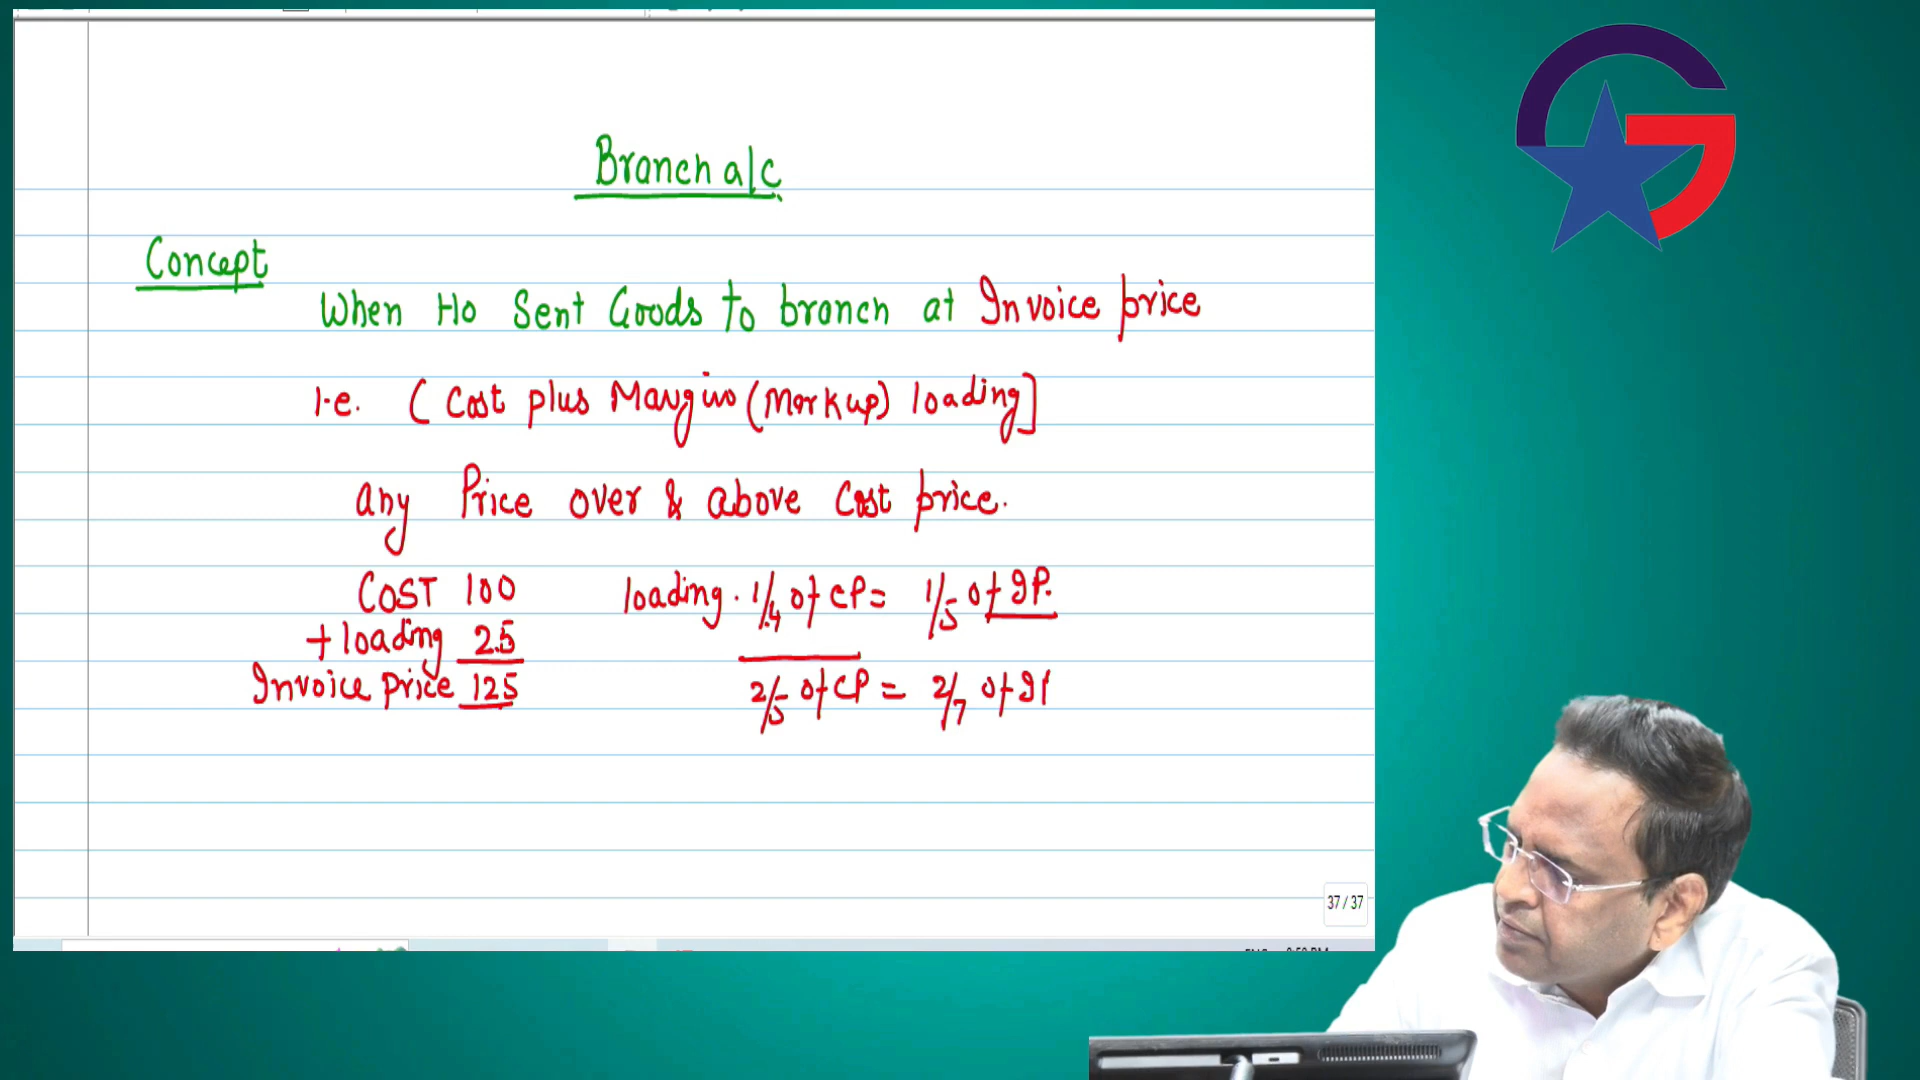 Branch a/c
Concept
When Ho Sent Goods to branch at Invoice price
i.e. (Cost plus Margin (Markup) loading]
any Price over & above Cost price.
COST 100 loading. 1/4 of CP = 1/5 of IP.
+ loading 25
Invoice price 125 2/5 of CP = 2/7 of IP
37 / 37